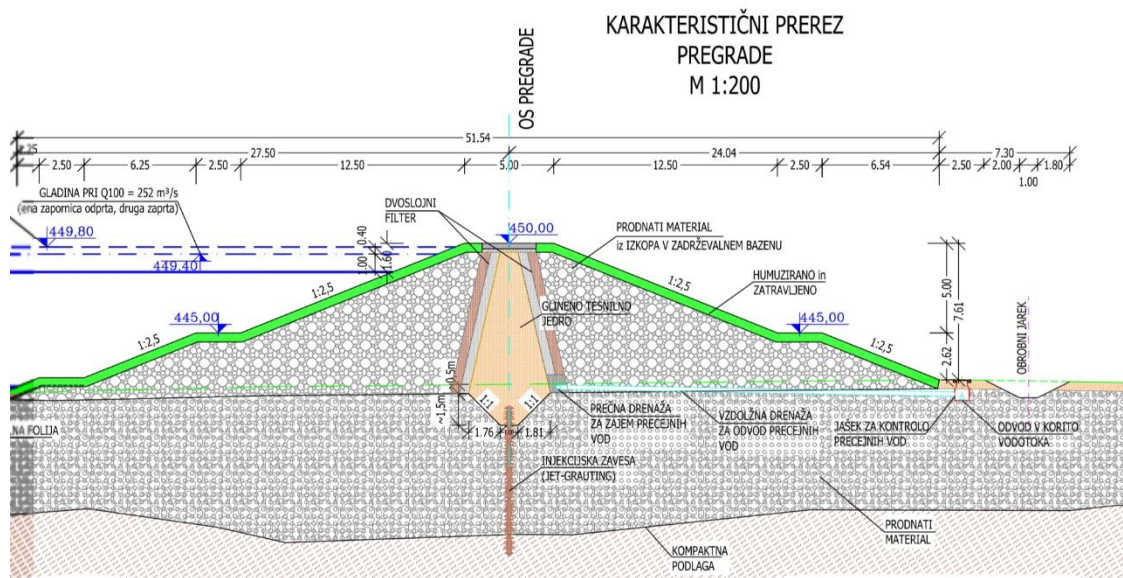 KARAKTERISTIČNI PREREZ
PREGRADE
M 1:200
OS PREGRADE
51.54
27.50
24.04
7.30
2.50
6.25
2.50
12.50
5.00
12.50
2.50
6.54
2.50
2.00
1.80
1.00
GLADINA PRI Q100 = 252 m³/s
(ena zapornica odprta, druga zaprta)
449,80
449,40
0.40
1.00
1.60
DVOSLOJNI
FILTER
450,00
PRODNATI MATERIAL
iz IZKOPA V ZADRŽEVALNEM BAZENU
HUMUZIRANO in
ZATRAVLJENO
1:2,5
1:2,5
1:2,5
1:2,5
445,00
445,00
GLINENO TESNILNO
JEDRO
5.00
7.61
2.62
OBROBNI JAREK
~0,5m
~1,5m
1:1
1:1
1.76
1.81
PREČNA DRENAŽA
ZA ZAJEM PRECEJNIH
VOD
VZDOLŽNA DRENAŽA
ZA ODVOD PRECEJNIH
VOD
JAŠEK ZA KONTROLO
PRECEJNIH VOD
ODVOD V KORITO
VODOTOKA
NA FOLIJA
INJEKCIJSKA ZAVESA
(JET-GRAUTING)
PRODNATI
MATERIAL
KOMPAKTNA
PODLAGA